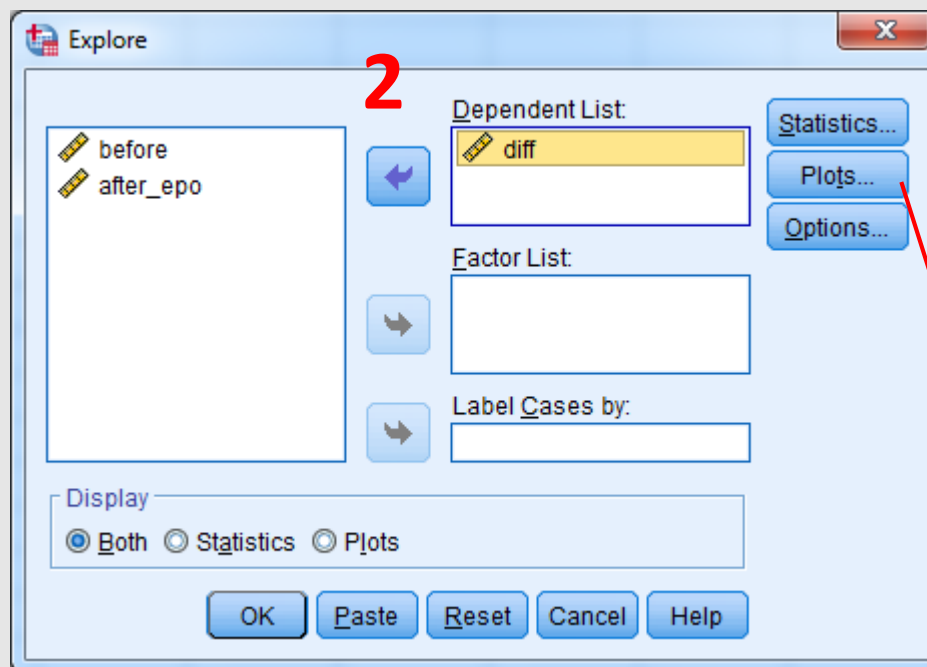 Explore
2
Dependent List:
before
after_epo
diff
Statistics...
Plots...
Options...
Factor List:
Label Cases by:
Display
Both Statistics Plots
OK Paste Reset Cancel Help